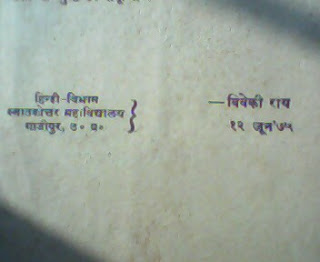 हिन्दी-विभाग
स्नातकोत्तर महाविद्यालय
गाजीपुर, उ० प्र०
—विवेकी राय
१२ जून'७५